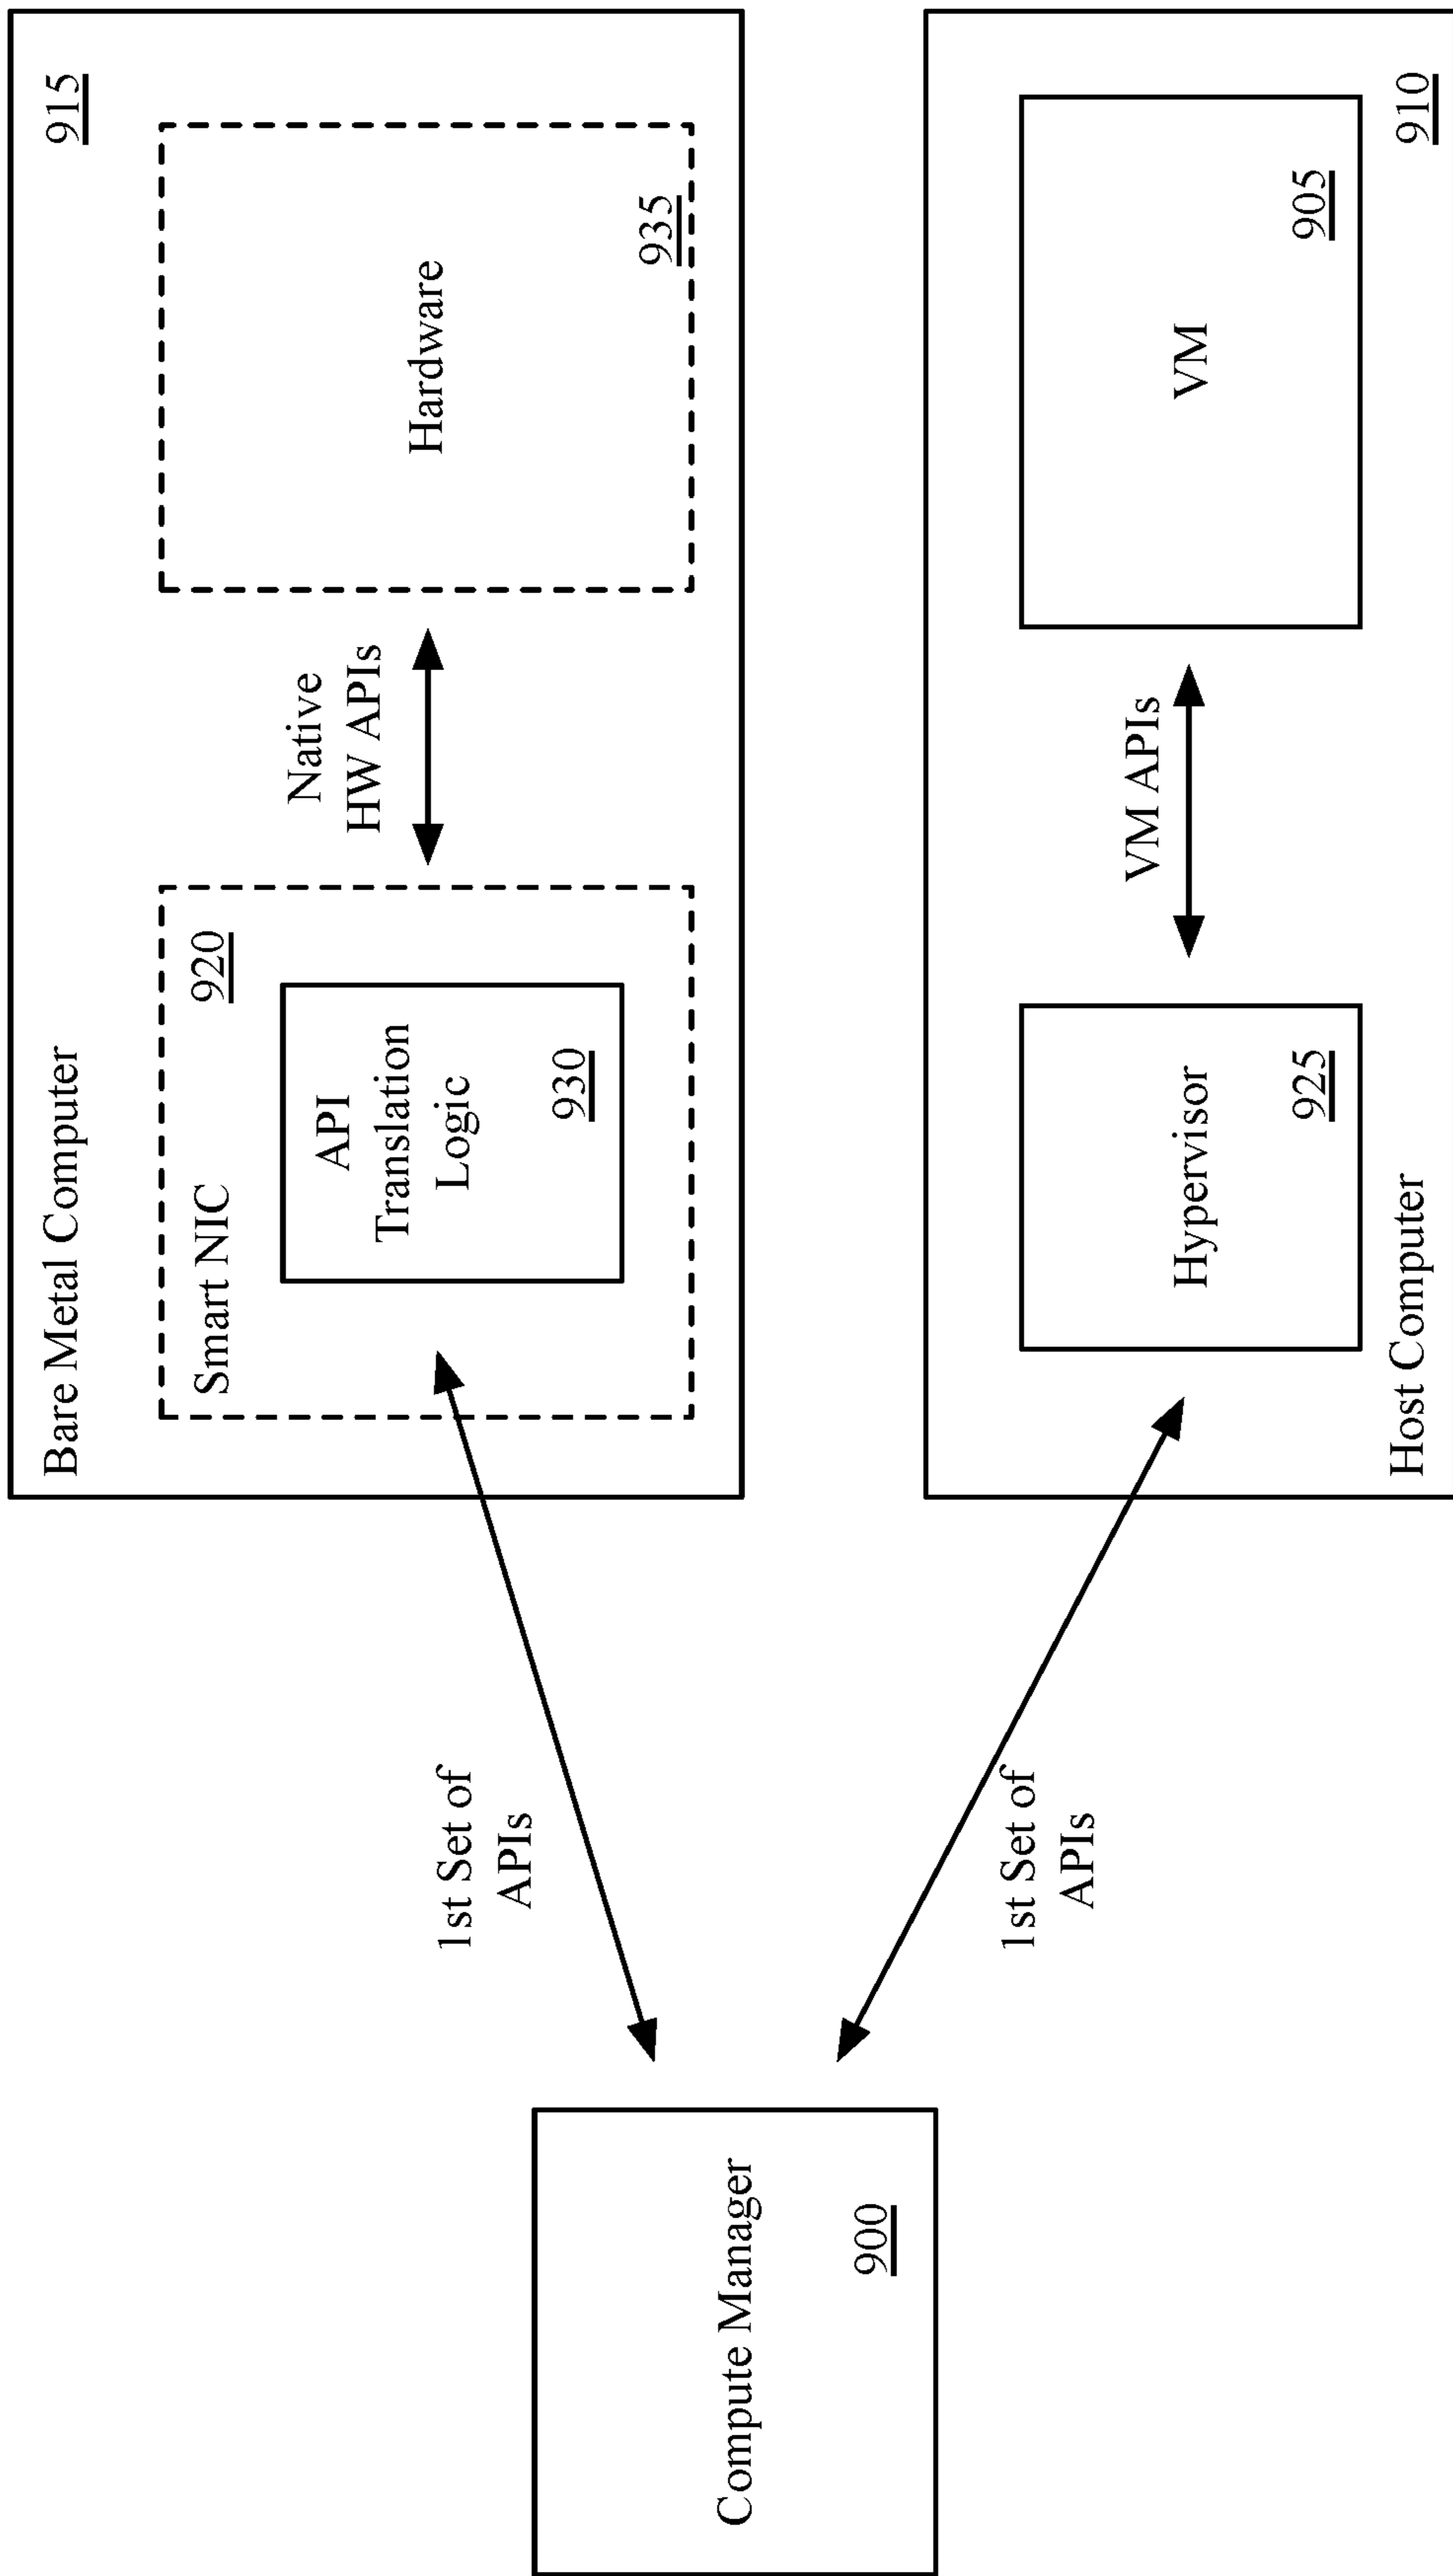 Bare Metal Computer
915
Smart NIC
920
API
Translation
Logic
930
Native
HW APIs
Hardware
935
1st Set of
APIs
Compute Manager
900
1st Set of
APIs
Hypervisor
925
VM APIs
VM
905
Host Computer
910